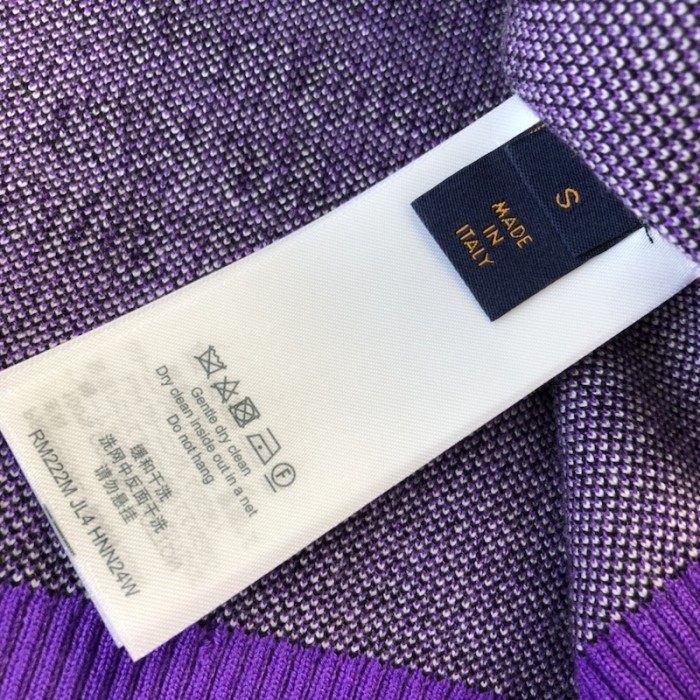 S
MADE
IN
ITALY
Gentle dry clean
Dry clean inside out in a net
Do not hang
缓和干洗
洗网中反面干洗
请勿悬挂
RM222M JL4 HNN24W